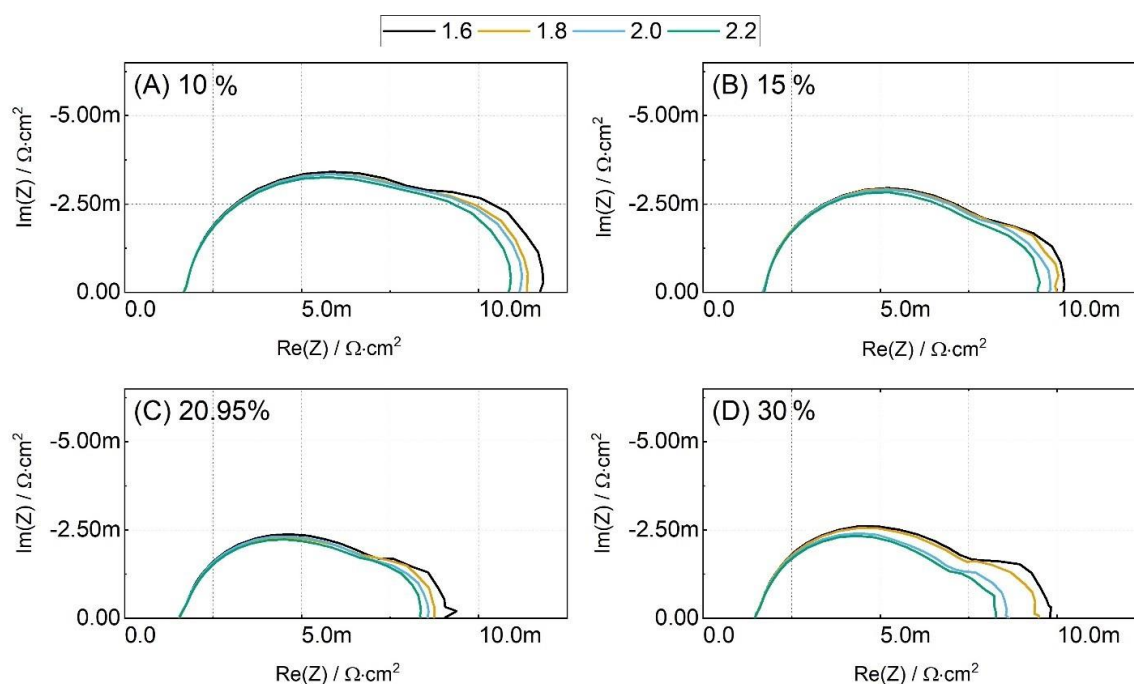 1.6 1.8 2.0 2.2
(A) 10 %
Im(Z) / Ω·cm²
-5.00m
-2.50m
0.00
0.0 5.0m 10.0m
Re(Z) / Ω·cm²
(B) 15 %
Im(Z) / Ω·cm²
-5.00m
-2.50m
0.00
0.0 5.0m 10.0m
Re(Z) / Ω·cm²
(C) 20.95%
Im(Z) / Ω·cm²
-5.00m
-2.50m
0.00
0.0 5.0m 10.0m
Re(Z) / Ω·cm²
(D) 30 %
Im(Z) / Ω·cm²
-5.00m
-2.50m
0.00
0.0 5.0m 10.0m
Re(Z) / Ω·cm²